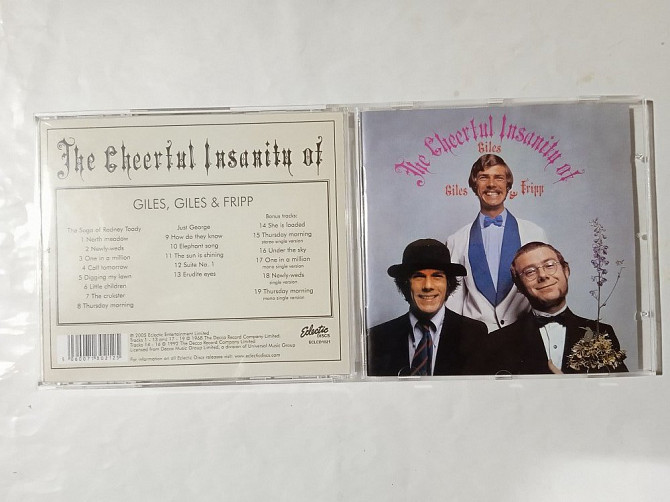 The Cheerful Insanity of
GILES, GILES & FRIPP
The Saga of Rodney Toady
1 North meadow
2 Newly-weds
3 One in a million
4 Call tomorrow
5 Digging my lawn
6 Little children
7 The crukster
8 Thursday morning
Just George
9 How do they know
10 Elephant song
11 The sun is shining
12 Suite No. 1
13 Erudite eyes
Bonus tracks:
14 She is loaded
15 Thursday morning
stereo single version
16 Under the sky
17 One in a million
mono single version
18 Newly-weds
single version
19 Thursday morning
mono single version
Eclectic
DISCS
ECLCD1021
The Cheerful Insanity of
Giles
Giles & Fripp